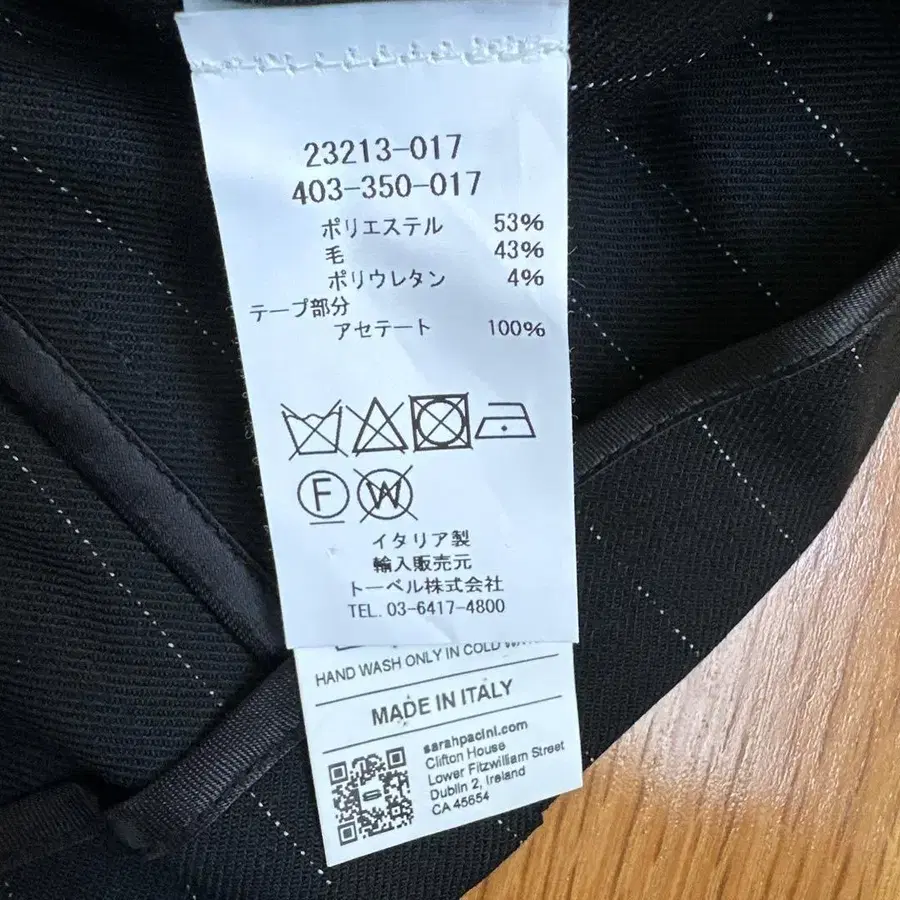 23213-017
403-350-017
ポリエステル 53%
毛 43%
ポリウレタン 4%
テープ部分
アセテート 100%
F
W
イタリア製
輸入販売元
トーベル株式会社
TEL. 03-6417-4800
HAND WASH ONLY IN COLD
MADE IN ITALY
sarahpacini.com
Clifton House
Lower Fitzwilliam Street
Dublin 2, Ireland
CA 45654